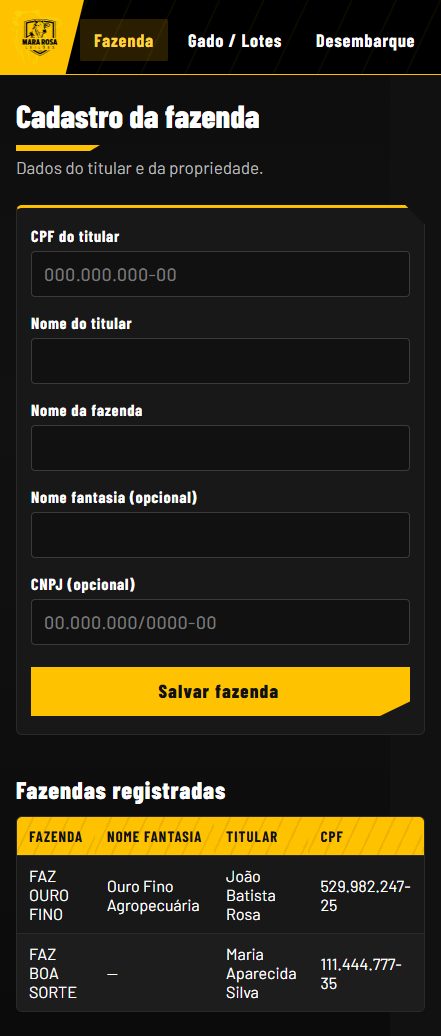 MARA ROSA
LEILÕES
Fazenda
Gado / Lotes
Desembarque
Cadastro da fazenda
Dados do titular e da propriedade.
CPF do titular
000.000.000-00
Nome do titular
Nome da fazenda
Nome fantasia (opcional)
CNPJ (opcional)
00.000.000/0000-00
Salvar fazenda
Fazendas registradas
FAZENDA NOME FANTASIA TITULAR CPF
FAZ
OURO
FINO
Ouro Fino
Agropecuária
João
Batista
Rosa
529.982.247-
25
FAZ
BOA
SORTE
—
Maria
Aparecida
Silva
111.444.777-
35